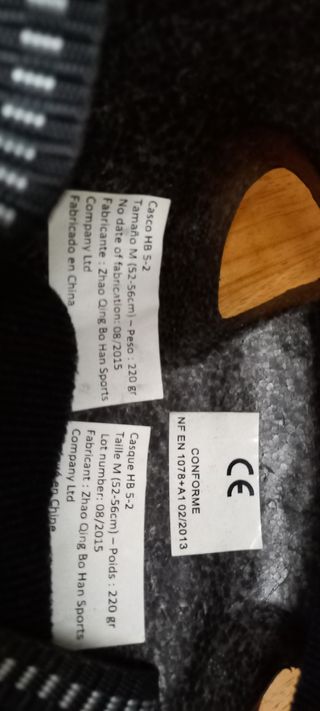 Casco HB 5-2
Tamaño M (52-56cm) – Peso : 220 gr
No date of fabrication: 08/2015
Fabricante : Zhao Qing Bo Han Sports
Company Ltd
Fabricado en China
CE
CONFORME
NF EN 1078+A1 02/2013
Casque HB 5-2
Taille M (52-56cm) – Poids : 220 gr
Lot number: 08/2015
Fabricant : Zhao Qing Bo Han Sports
Company Ltd
en Chine